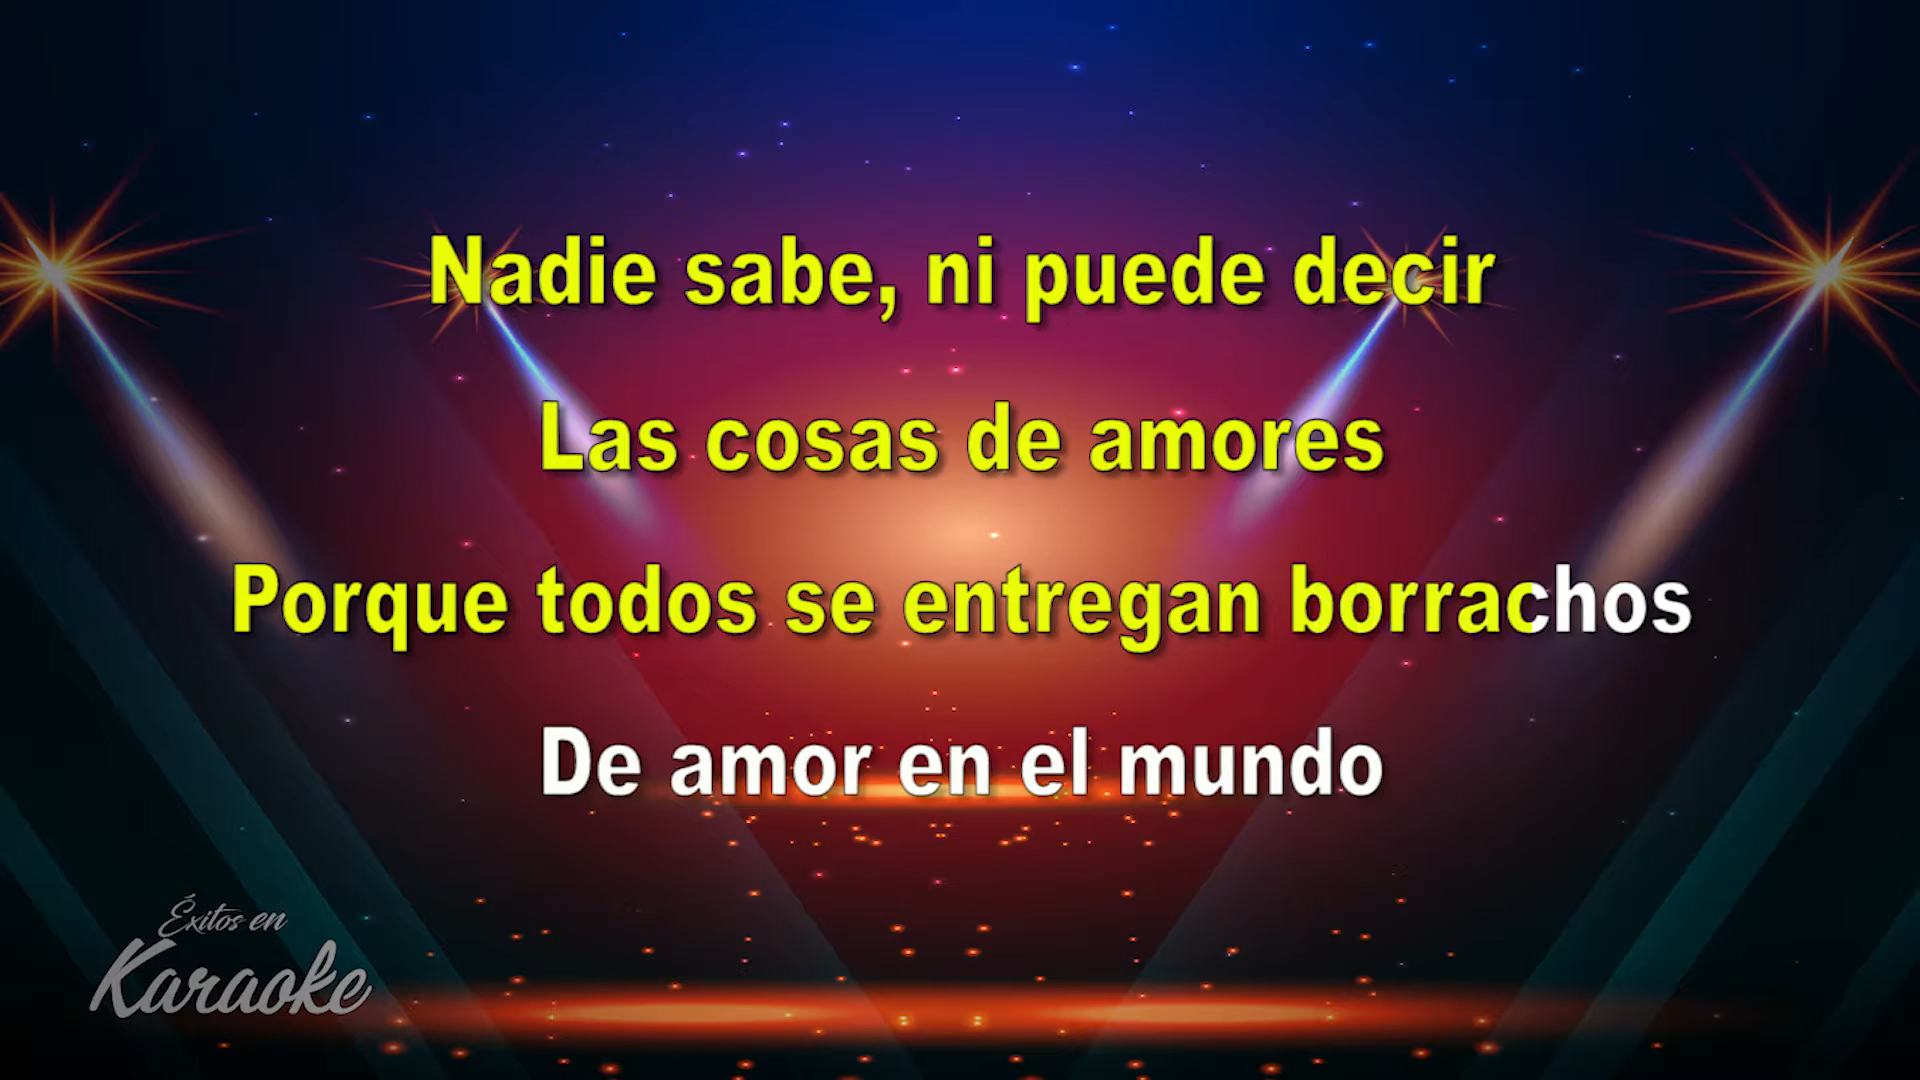 Nadie sabe, ni puede decir
Las cosas de amores
Porque todos se entregan borrachos
De amor en el mundo
Éxitos en
Karaoke